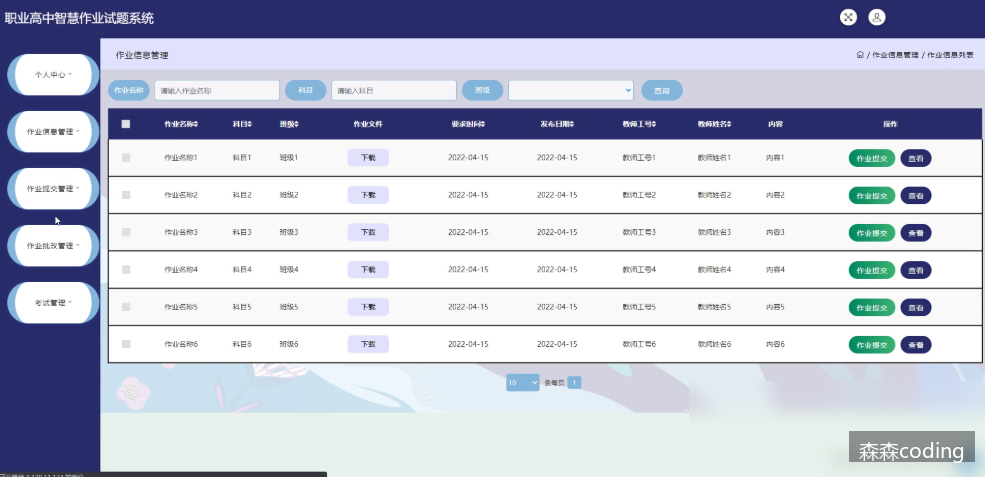 职业高中智慧作业试题系统
个人中心
作业信息管理
作业提交管理
作业批改管理
考试管理
作业信息管理
/ 作业信息管理 / 作业信息列表
作业名称 请输入作业名称 科目 请输入科目 班级 查询
作业名称 科目 班级 作业文件 要求时间 发布日期 教师工号 教师姓名 内容 操作
作业名称1 科目1 班级1 下载 2022-04-15 2022-04-15 教师工号1 教师姓名1 内容1 作业提交 查看
作业名称2 科目2 班级2 下载 2022-04-15 2022-04-15 教师工号2 教师姓名2 内容2 作业提交 查看
作业名称3 科目3 班级3 下载 2022-04-15 2022-04-15 教师工号3 教师姓名3 内容3 作业提交 查看
作业名称4 科目4 班级4 下载 2022-04-15 2022-04-15 教师工号4 教师姓名4 内容4 作业提交 查看
作业名称5 科目5 班级5 下载 2022-04-15 2022-04-15 教师工号5 教师姓名5 内容5 作业提交 查看
作业名称6 科目6 班级6 下载 2022-04-15 2022-04-15 教师工号6 教师姓名6 内容6 作业提交 查看
10 条每页 1
森森coding